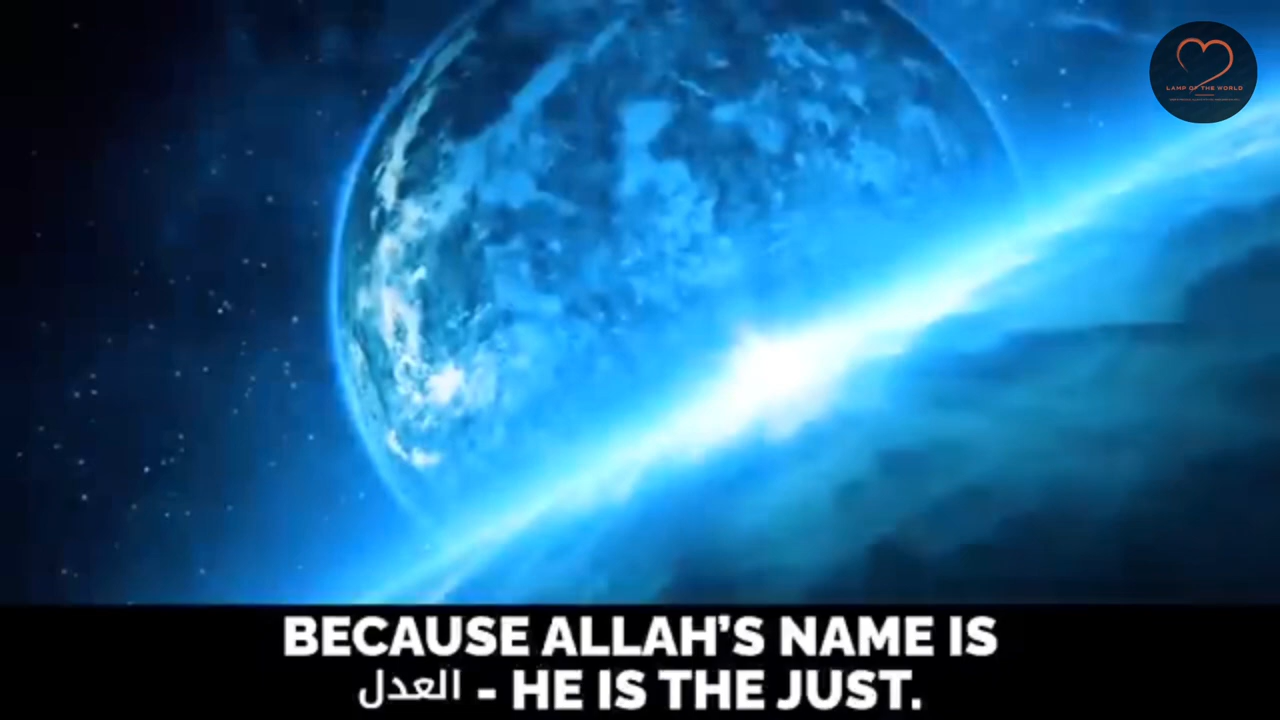 LAMP OF THE WORLD
BECAUSE ALLAH’S NAME IS
العدل - HE IS THE JUST.